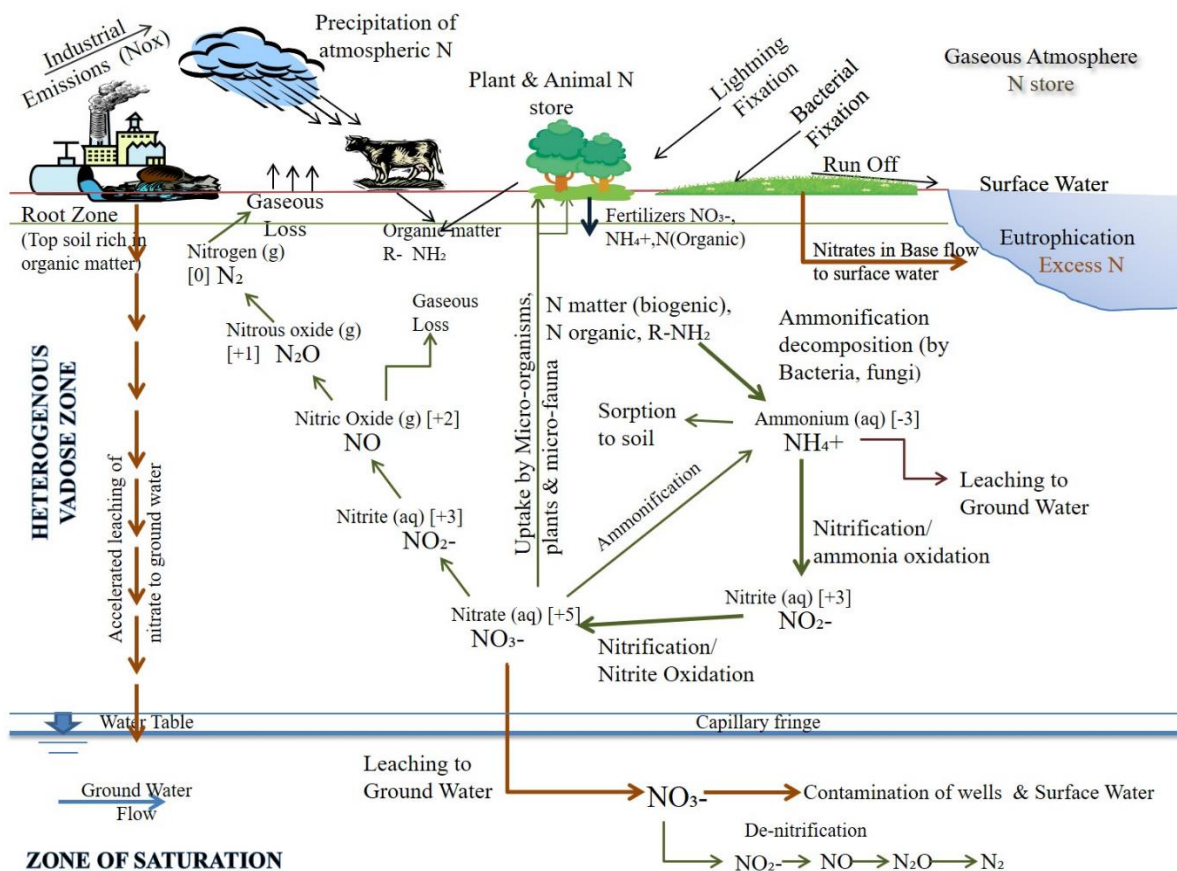 Industrial
Emissions (Nox)
Precipitation of
atmospheric N
Plant & Animal N
store
Lightning
Fixation
Bacterial
Fixation
Gaseous Atmosphere
N store
Run Off
Surface Water
Root Zone
(Top soil rich in
organic matter)
Gaseous
Loss
Organic matter
R- NH₂
Fertilizers NO₃-,
NH₄+,N(Organic)
Nitrates in Base flow
to surface water
Eutrophication
Excess N
Nitrogen (g)
[0] N₂
Nitrous oxide (g)
[+1] N₂O
Gaseous
Loss
Nitric Oxide (g) [+2]
NO
Nitrite (aq) [+3]
NO₂-
Nitrate (aq) [+5]
NO₃-
Uptake by Micro-organisms,
plants & micro-fauna
N matter (biogenic),
N organic, R-NH₂
Ammonification
decomposition (by
Bacteria, fungi)
Sorption
to soil
Ammonium (aq) [-3]
NH₄+
Leaching to
Ground Water
Ammonification
Nitrification/
ammonia oxidation
Nitrite (aq) [+3]
NO₂-
Nitrification/
Nitrite Oxidation
HETEROGENOUS
VADOSE ZONE
Accelerated leaching of
nitrate to ground water
Water Table
Capillary fringe
Leaching to
Ground Water
NO₃-
Contamination of wells & Surface Water
Ground Water
Flow
De-nitrification
NO₂- NO N₂O N₂
ZONE OF SATURATION